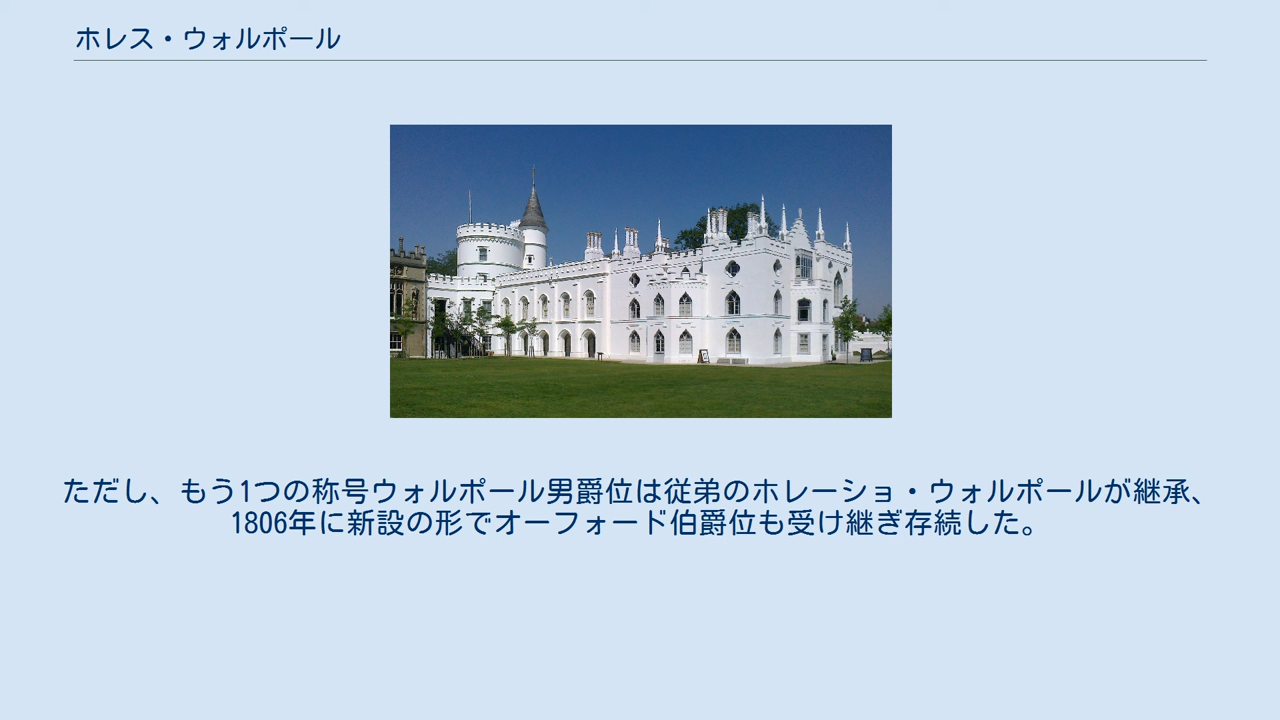 ホレス・ウォルポール
ただし、もう1つの称号ウォルポール男爵位は従弟のホレーショ・ウォルポールが継承、
1806年に新設の形でオーフォード伯爵位も受け継ぎ存続した。